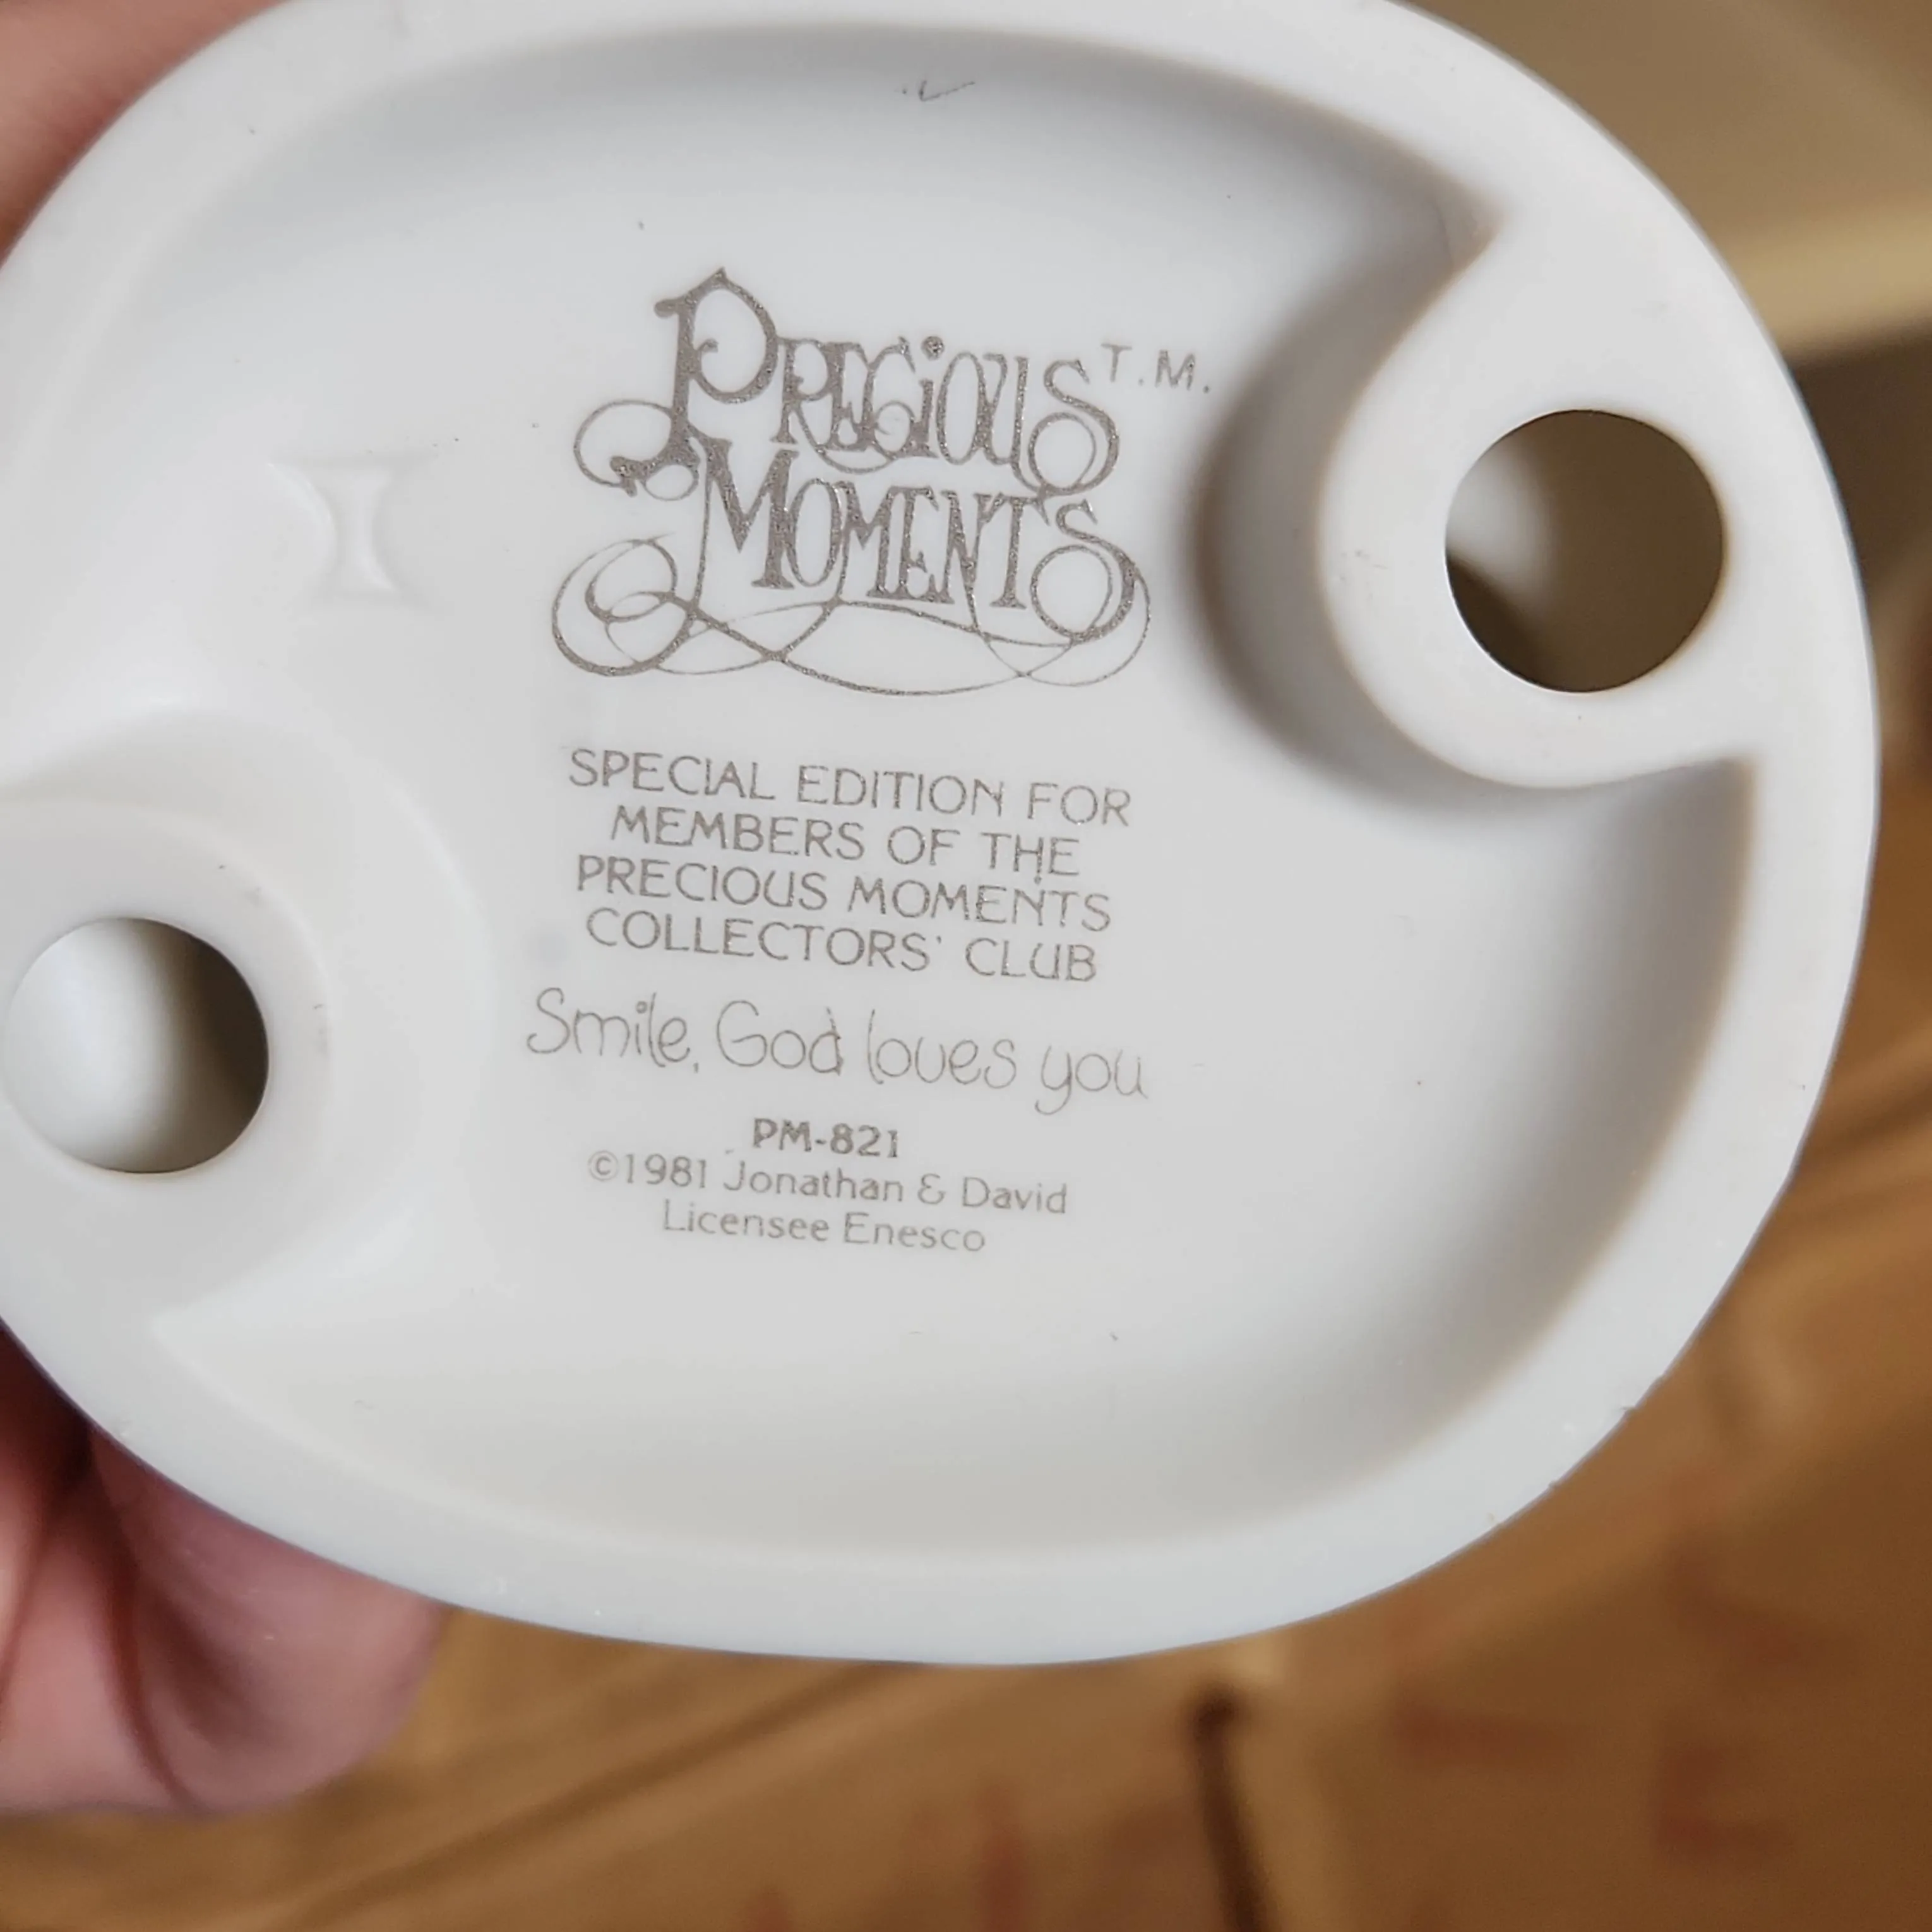 PRECIOUS T.M.
MOMENTS
SPECIAL EDITION FOR
MEMBERS OF THE
PRECIOUS MOMENTS
COLLECTORS' CLUB
Smile, God loves you
PM-821
©1981 Jonathan & David
Licensee Enesco